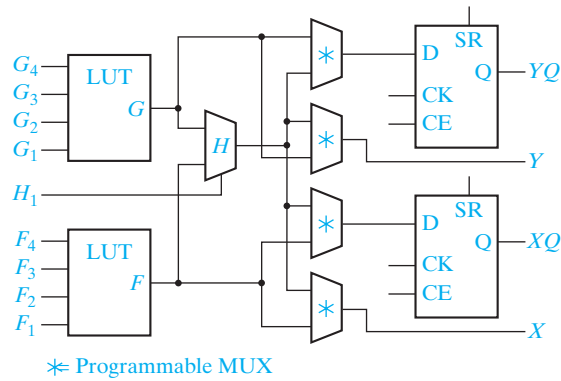 SR
G4 LUT D Q YQ
G3 G
G2 CK
G1 H CE
Y
H1
SR
F4 LUT D Q XQ
F3 F
F2 CK
F1 CE
X
*= Programmable MUX